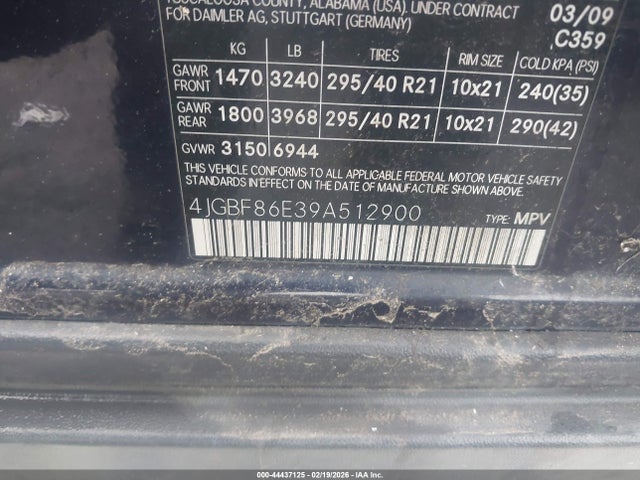 TUSCALOOSA COUNTY, ALABAMA (USA). UNDER CONTRACT
FOR DAIMLER AG, STUTTGART (GERMANY)
03/09
C359
KG LB TIRES RIM SIZE COLD KPA (PSI)
GAWR FRONT 1470 3240 295/40 R21 10x21 240(35)
GAWR REAR 1800 3968 295/40 R21 10x21 290(42)
GVWR 3150 6944
THIS VEHICLE CONFORMS TO ALL APPLICABLE FEDERAL MOTOR VEHICLE SAFETY
STANDARDS IN EFFECT ON THE DATE OF MANUFACTURE SHOWN ABOVE.
4JGBF86E39A512900 TYPE: MPV
000-44437125 - 02/19/2026 - IAAI.COM